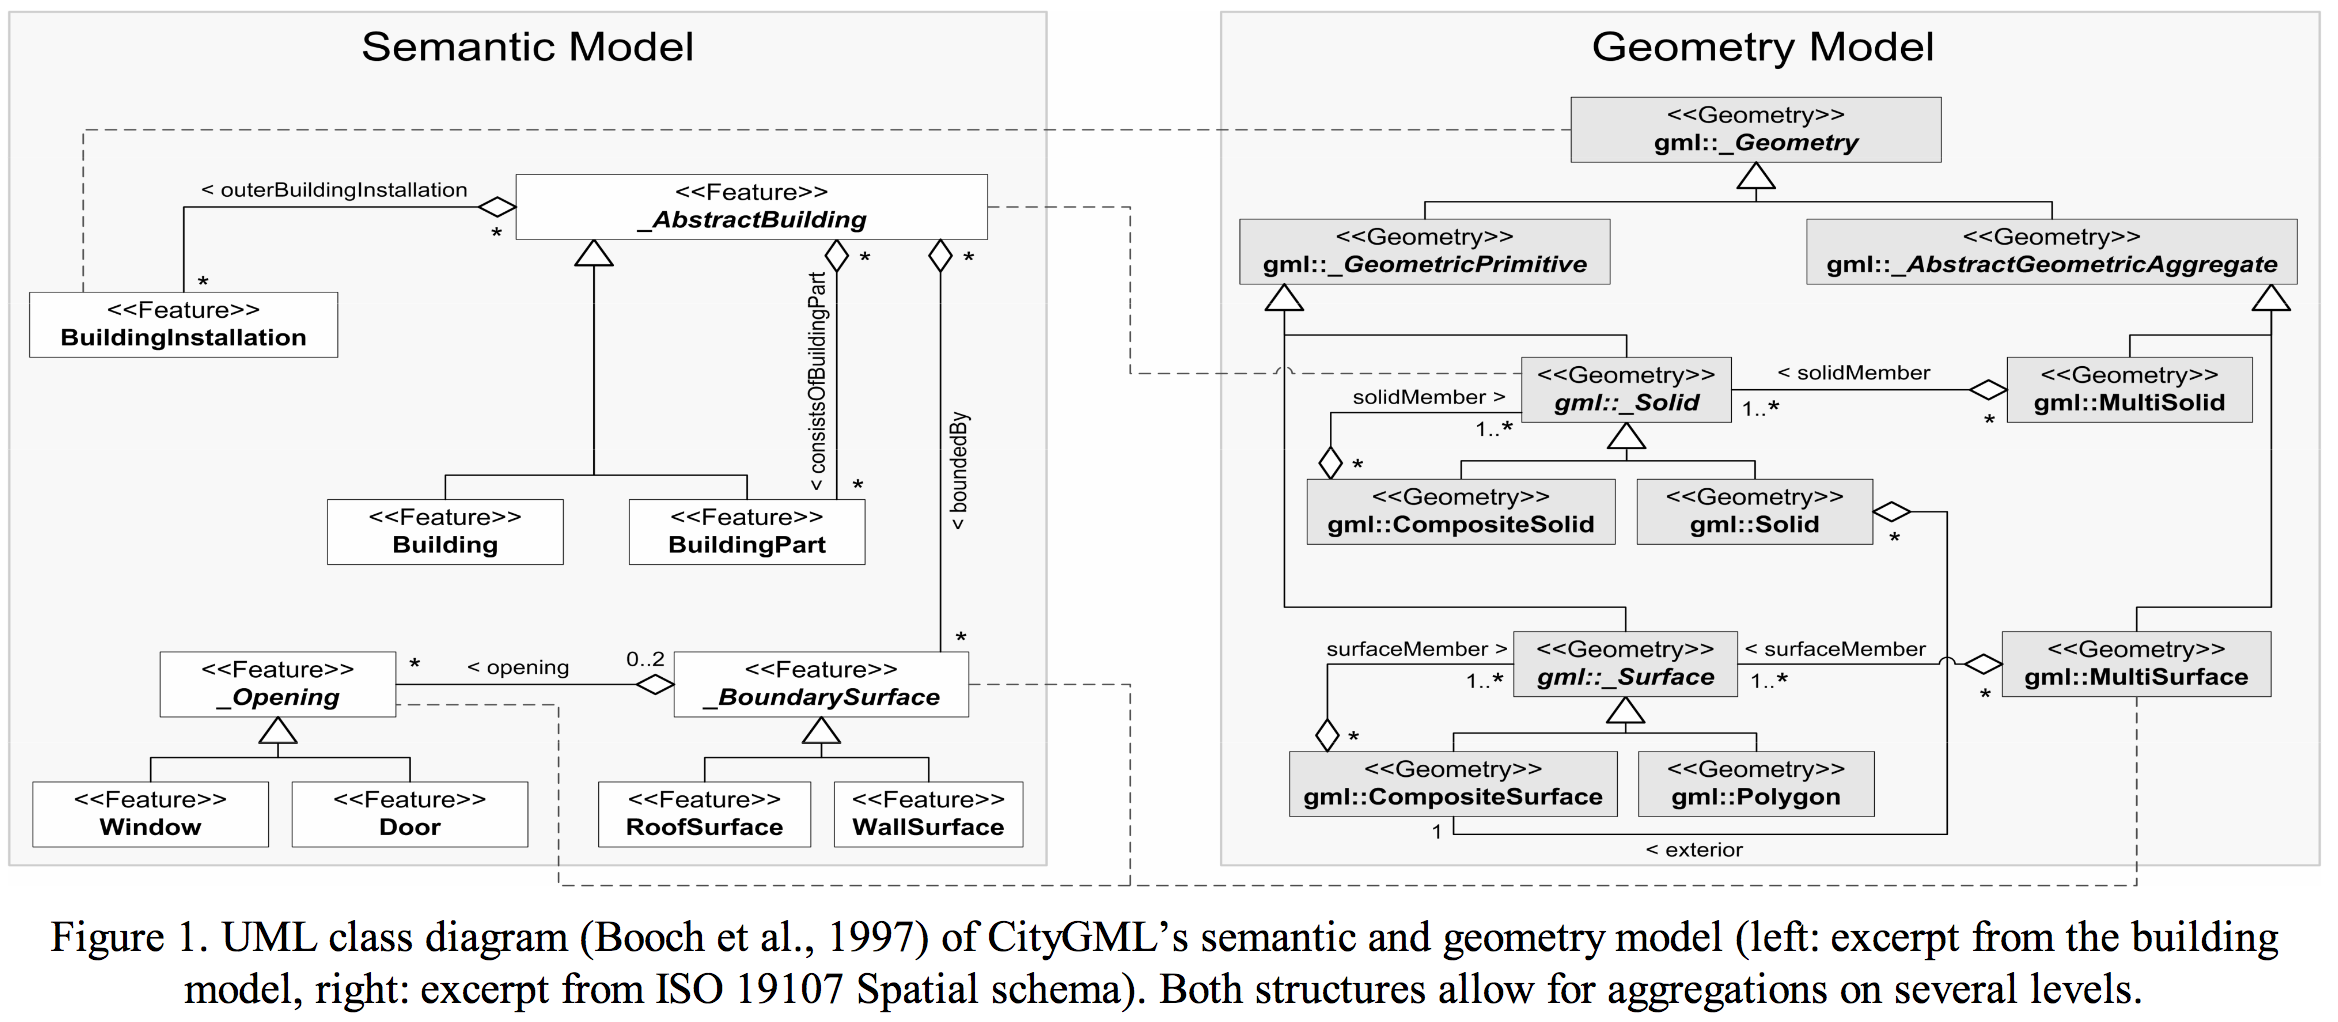 Semantic Model
<<Feature>>
_AbstractBuilding
< outerBuildingInstallation
*
*
<<Feature>>
BuildingInstallation
*
*
< consistsOfBuildingPart
*
< boundedBy
*
<<Feature>>
Building
<<Feature>>
BuildingPart
<<Feature>>
_Opening
*
< opening
0..2
<<Feature>>
_BoundarySurface
<<Feature>>
Window
<<Feature>>
Door
<<Feature>>
RoofSurface
<<Feature>>
WallSurface
Geometry Model
<<Geometry>>
gml::_Geometry
<<Geometry>>
gml::_GeometricPrimitive
<<Geometry>>
gml::_AbstractGeometricAggregate
<<Geometry>>
gml::_Solid
< solidMember
1..*
*
<<Geometry>>
gml::MultiSolid
solidMember >
1..*
*
<<Geometry>>
gml::CompositeSolid
<<Geometry>>
gml::Solid
*
surfaceMember >
1..*
*
<<Geometry>>
gml::_Surface
< surfaceMember
1..*
*
<<Geometry>>
gml::MultiSurface
<<Geometry>>
gml::CompositeSurface
<<Geometry>>
gml::Polygon
1
< exterior
Figure 1. UML class diagram (Booch et al., 1997) of CityGML’s semantic and geometry model (left: excerpt from the building
model, right: excerpt from ISO 19107 Spatial schema). Both structures allow for aggregations on several levels.